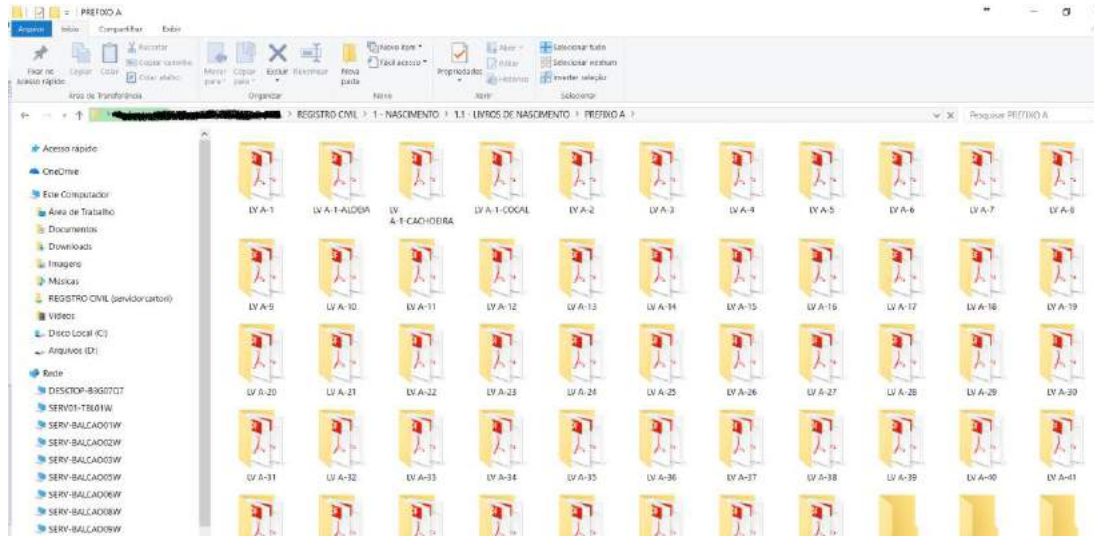 PREFIXO A
Arquivo Início Compartilhar Exibir
Fixar no Acesso rápido
Copiar
Colar
Recortar
Copiar caminho
Colar atalho
Mover para
Copiar para
Excluir
Renomear
Nova pasta
Novo item
Fácil acesso
Propriedades
Abrir
Editar
Histórico
Selecionar tudo
Selecionar nenhum
Inverter seleção
Área de Transferência Organizar Novo Abrir Selecionar
REGISTRO CIVIL > 1 - NASCIMENTO > 1.1 - LIVROS DE NASCIMENTO > PREFIXO A >
Pesquisar PREFIXO A
Acesso rápido
OneDrive
Este Computador
Área de Trabalho
Documentos
Downloads
Imagens
Músicas
REGISTRO CIVIL (servidorcartorii)
Vídeos
Disco Local (C:)
Arquivos (D:)
Rede
SERV01-TBL01W
SERV-BALCAO01W
SERV-BALCAO02W
SERV-BALCAO03W
SERV-BALCAO05W
SERV-BALCAO06W
SERV-BALCAO08W
SERV-BALCAO09W
LV A-1 LV A-1-ALDEIA LV A-1-CACHOEIRA LV A-1-COCAL LV A-2 LV A-3 LV A-4 LV A-5 LV A-6 LV A-7 LV A-8
LV A-9 LV A-10 LV A-11 LV A-12 LV A-13 LV A-14 LV A-15 LV A-16 LV A-17 LV A-18 LV A-19
LV A-20 LV A-21 LV A-22 LV A-23 LV A-24 LV A-25 LV A-26 LV A-27 LV A-28 LV A-29 LV A-30
LV A-31 LV A-32 LV A-33 LV A-34 LV A-35 LV A-36 LV A-37 LV A-38 LV A-39 LV A-40 LV A-41